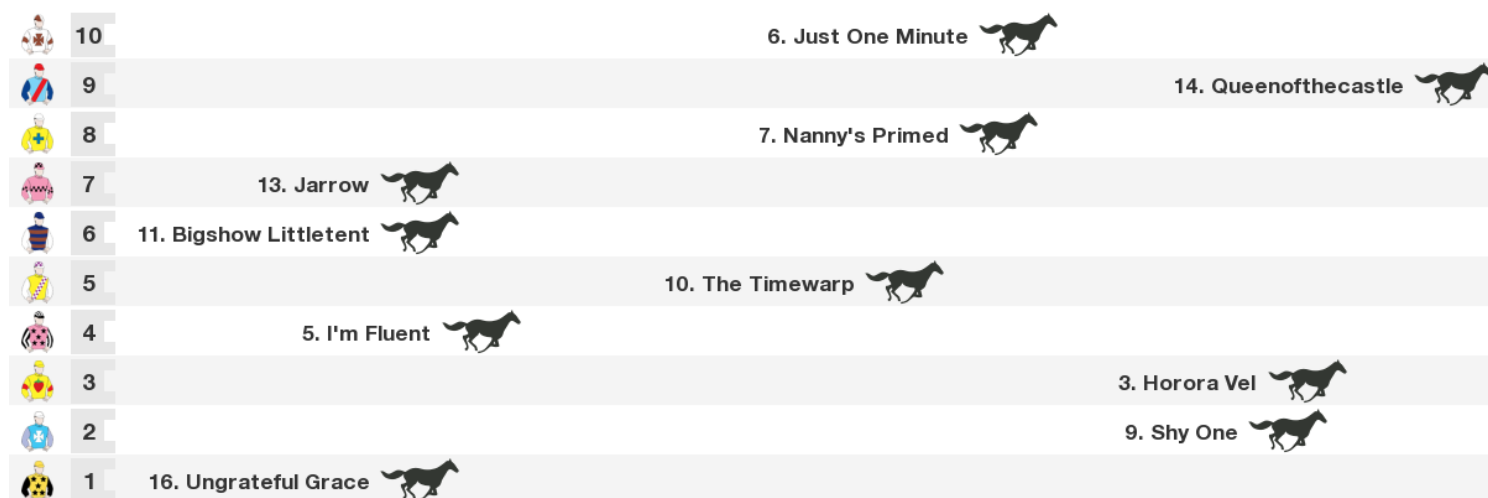 10 6. Just One Minute
9 14. Queenofthecastle
8 7. Nanny's Primed
7 13. Jarrow
6 11. Bigshow Littletent
5 10. The Timewarp
4 5. I'm Fluent
3 3. Horora Vel
2 9. Shy One
1 16. Ungrateful Grace